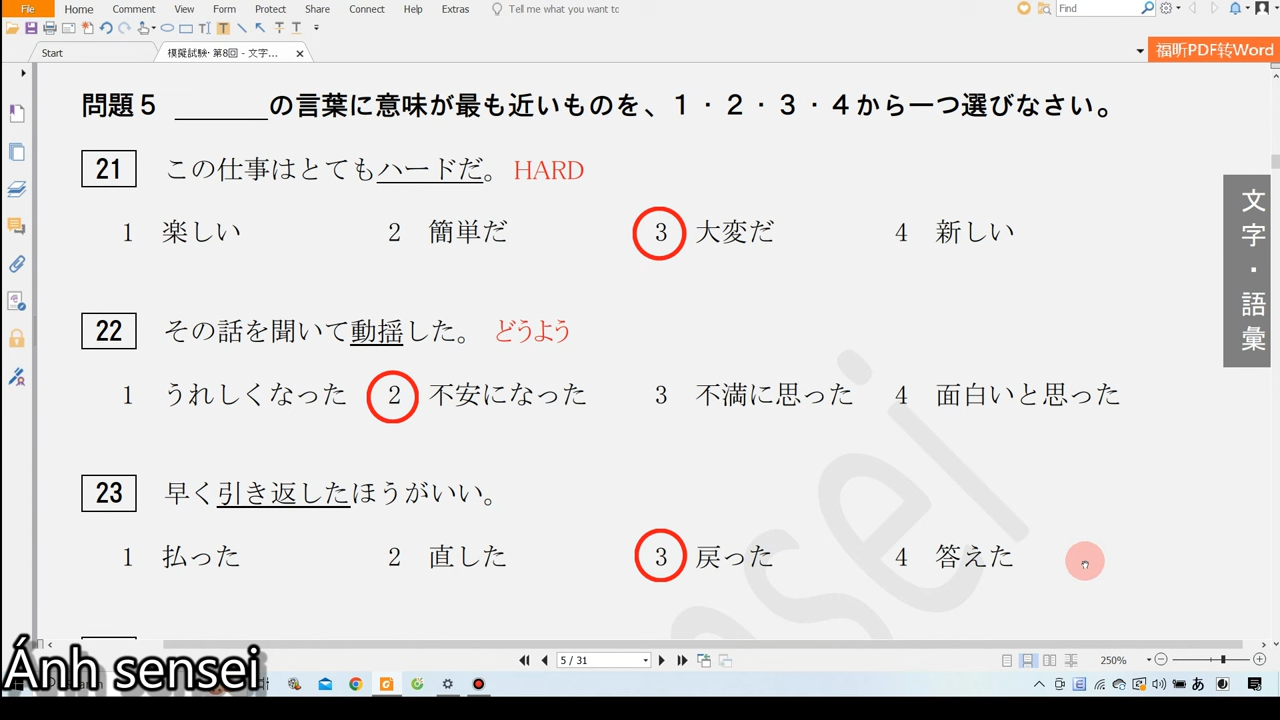 File Home Comment View Form Protect Share Connect Help Extras Tell me what you want to Find
Start 模擬試験・第8回 - 文字... 福昕PDF转Word
問題5 ______の言葉に意味が最も近いものを、1・2・3・4から一つ選びなさい。
21 この仕事はとてもハードだ。 HARD
1 楽しい 2 簡単だ 3 大変だ 4 新しい
22 その話を聞いて動揺した。 どうよう
1 うれしくなった 2 不安になった 3 不満に思った 4 面白いと思った
23 早く引き返したほうがいい。
1 払った 2 直した 3 戻った 4 答えた
文字・語彙
sensei
5 / 31 250%
Ánh sensei
あ